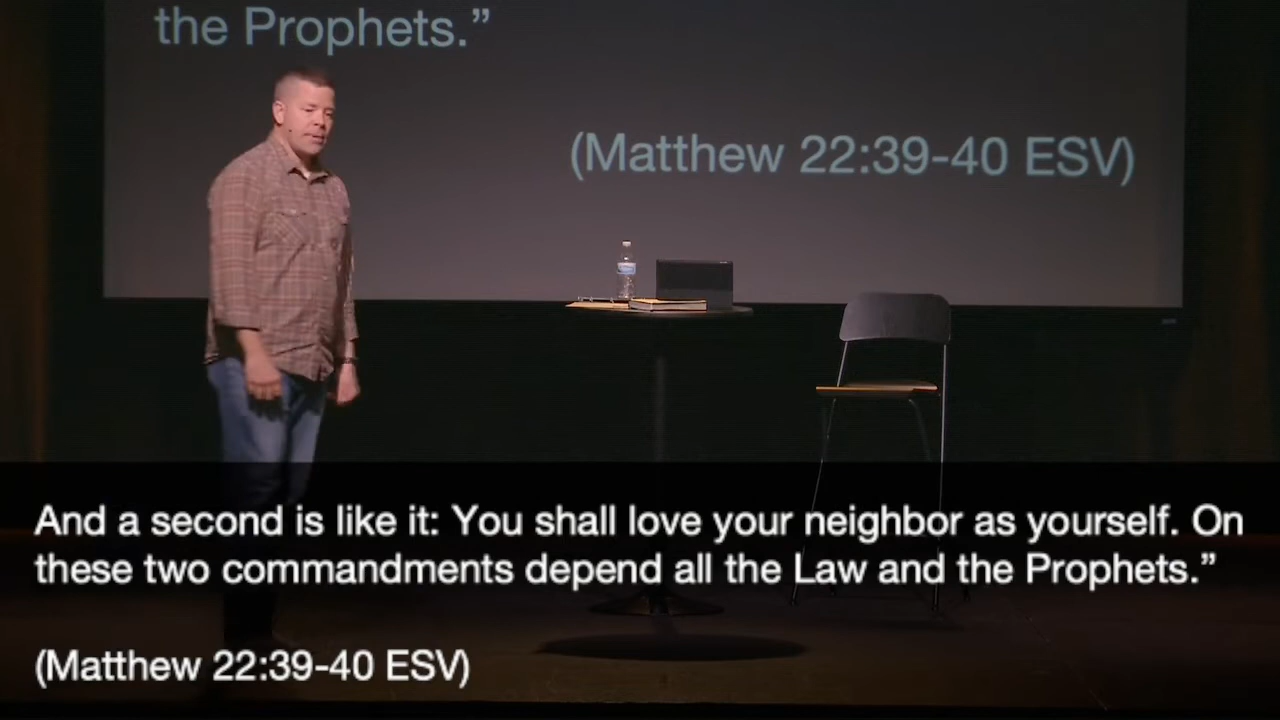 the Prophets.”
(Matthew 22:39-40 ESV)
And a second is like it: You shall love your neighbor as yourself. On
these two commandments depend all the Law and the Prophets.”
(Matthew 22:39-40 ESV)